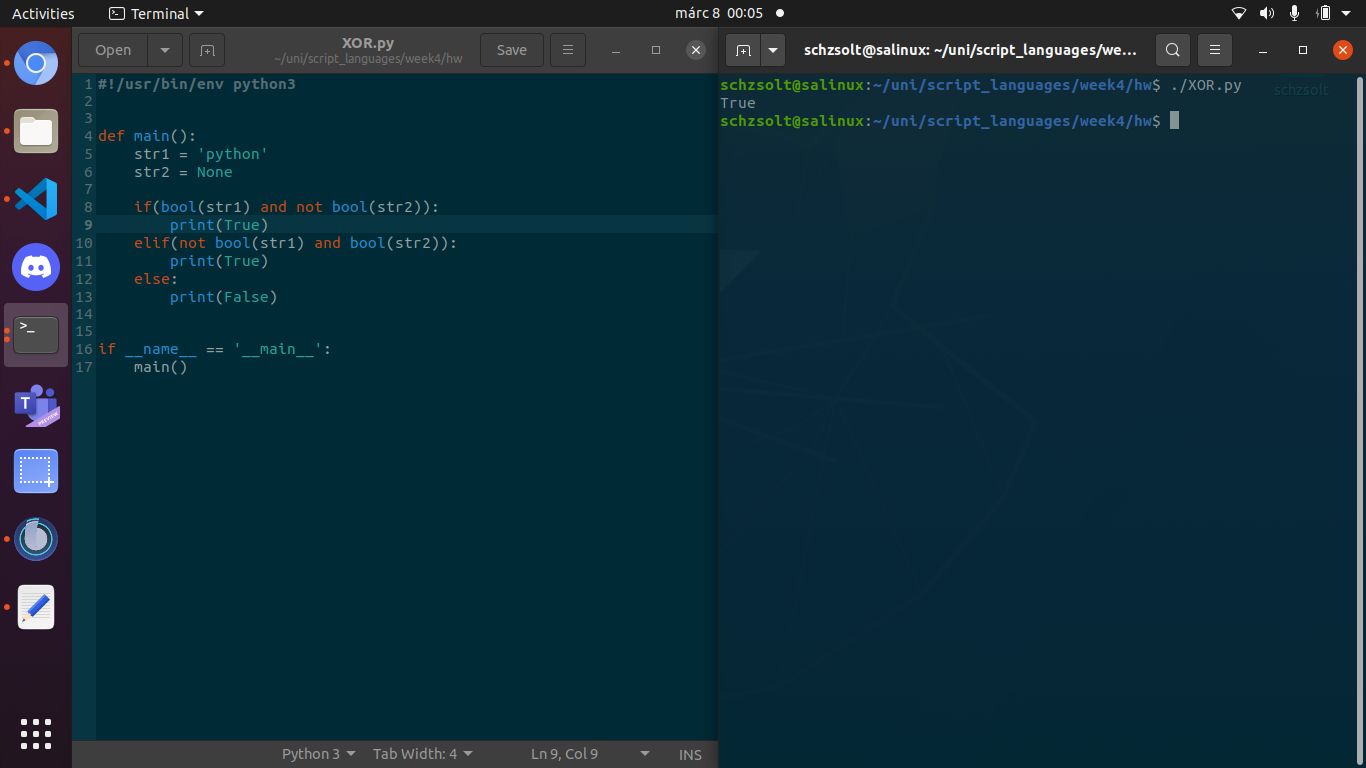 Activities
Terminal
márc 8 00:05
Open
XOR.py
~/uni/script_languages/week4/hw
Save
schzsolt@salinux: ~/uni/script_languages/we...
1 #!/usr/bin/env python3
2
3
4 def main():
5     str1 = 'python'
6     str2 = None
7
8     if(bool(str1) and not bool(str2)):
9         print(True)
10     elif(not bool(str1) and bool(str2)):
11         print(True)
12     else:
13         print(False)
14
15
16 if __name__ == '__main__':
17     main()
Python 3
Tab Width: 4
Ln 9, Col 9
INS
schzsolt@salinux:~/uni/script_languages/week4/hw$ ./XOR.py
schzsolt
True
schzsolt@salinux:~/uni/script_languages/week4/hw$
>_
T
PREVIEW